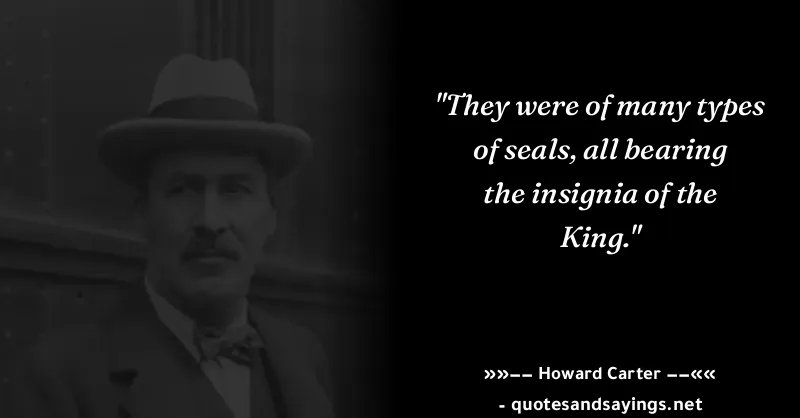 "They were of many types
of seals, all bearing
the insignia of the
King."
»»–– Howard Carter ––««
- quotesandsayings.net